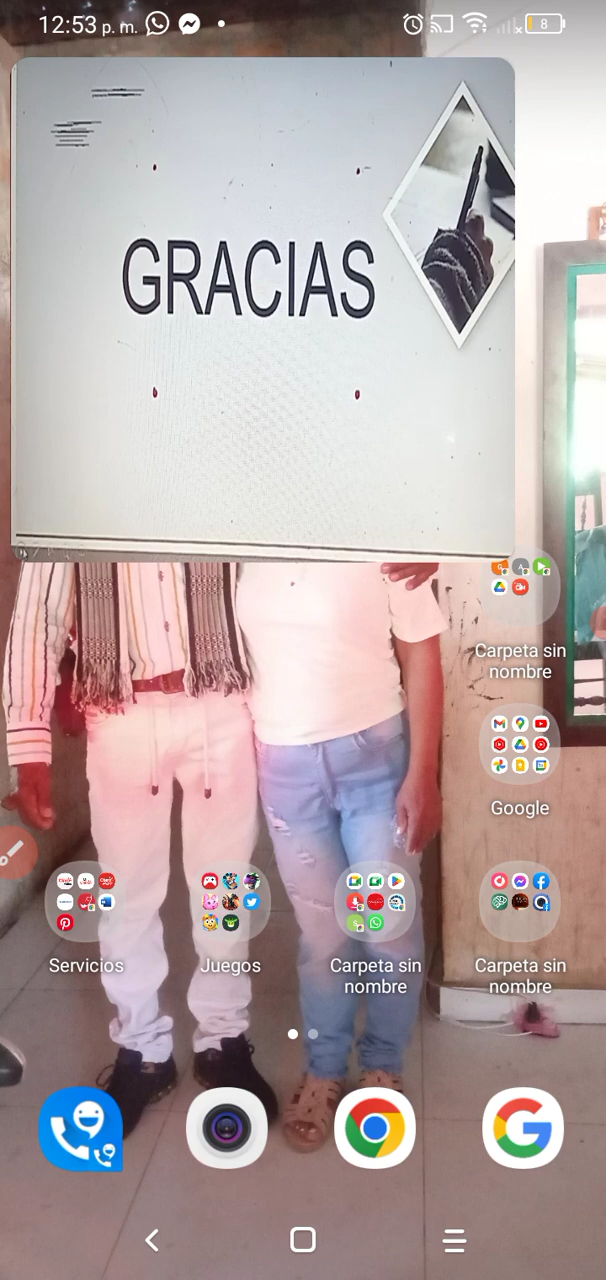 12:53 p. m.
8
GRACIAS
Carpeta sin
nombre
Google
Servicios
Juegos
Carpeta sin
nombre
Carpeta sin
nombre